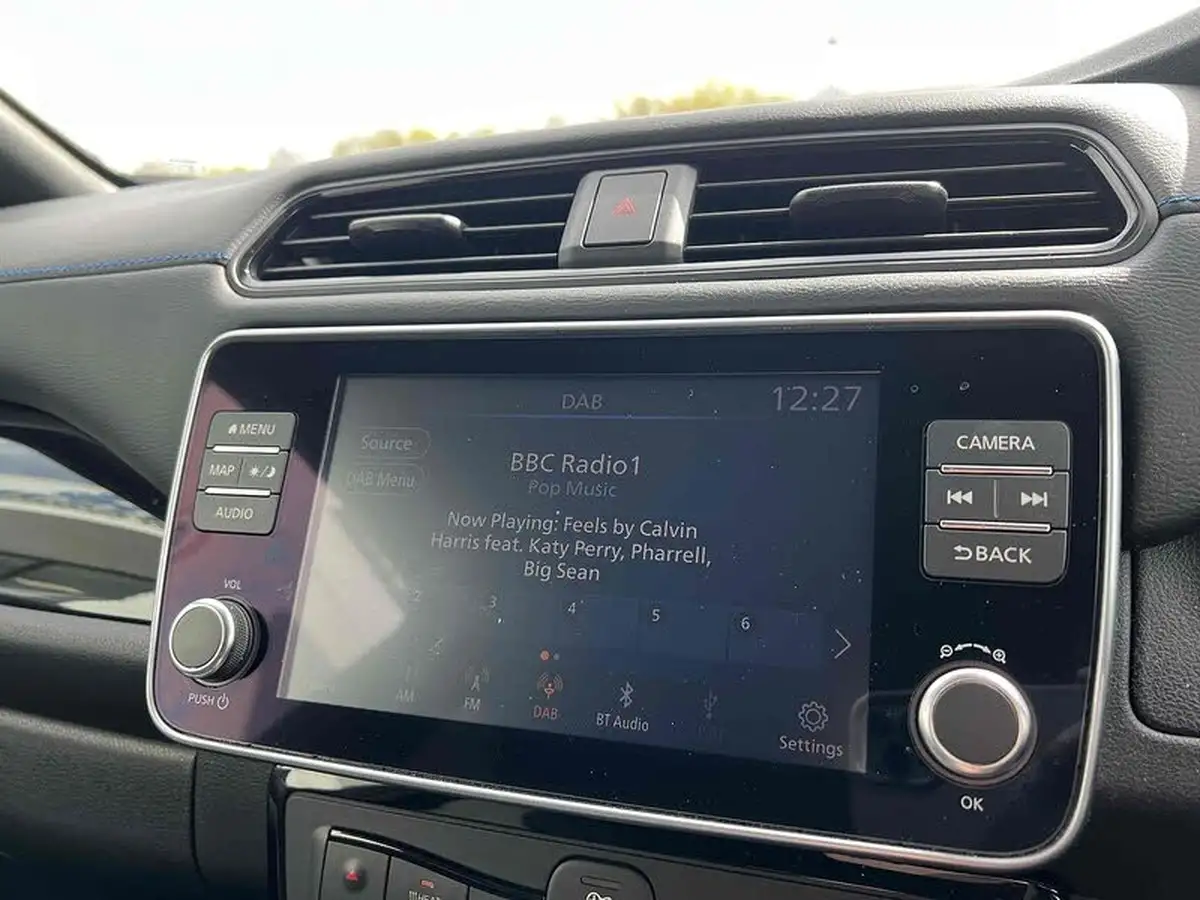 DAB
12:27
Source
DAB Menu
BBC Radio1
Pop Music
Now Playing: Feels by Calvin
Harris feat. Katy Perry, Pharrell,
Big Sean
2 3 4 5 6
AM FM DAB BT Audio
Settings
MENU
MAP
AUDIO
VOL
PUSH
CAMERA
BACK
OK